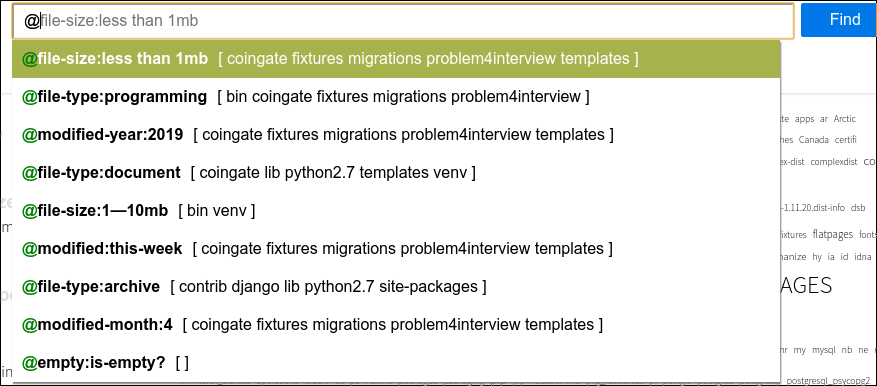 @file-size:less than 1mb
Find
@file-size:less than 1mb [ coingate fixtures migrations problem4interview templates ]
@file-type:programming [ bin coingate fixtures migrations problem4interview ]
@modified-year:2019 [ coingate fixtures migrations problem4interview templates ]
@file-type:document [ coingate lib python2.7 templates venv ]
@file-size:1—10mb [ bin venv ]
@modified:this-week [ coingate fixtures migrations problem4interview templates ]
@file-type:archive [ contrib django lib python2.7 site-packages ]
@modified-month:4 [ coingate fixtures migrations problem4interview templates ]
@empty:is-empty? [ ]
te apps ar Arctic
nes Canada certifi
ex-dist complexdist co
-1.11.20.dist-info dsb
ixtures flatpages fonts
anize hy ia id idna
AGES
nr my mysql nb ne
postgresql_psycopg2